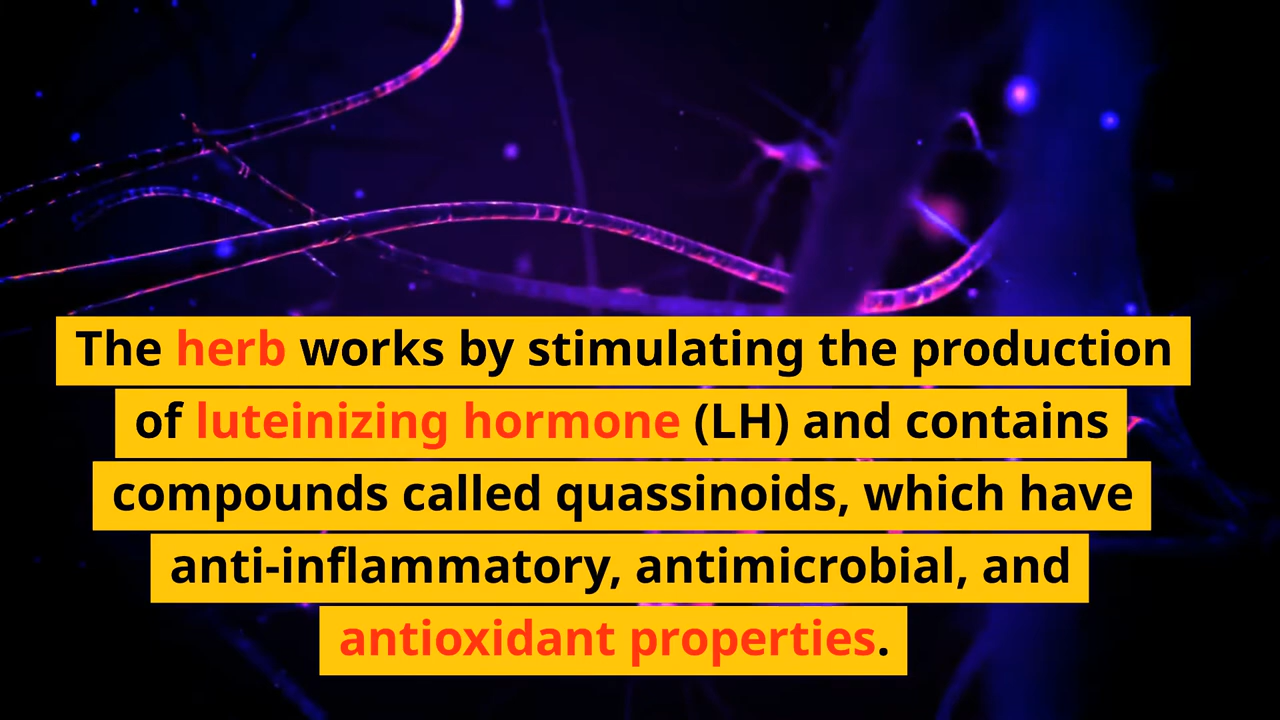 The herb works by stimulating the production
of luteinizing hormone (LH) and contains
compounds called quassinoids, which have
anti-inflammatory, antimicrobial, and
antioxidant properties.